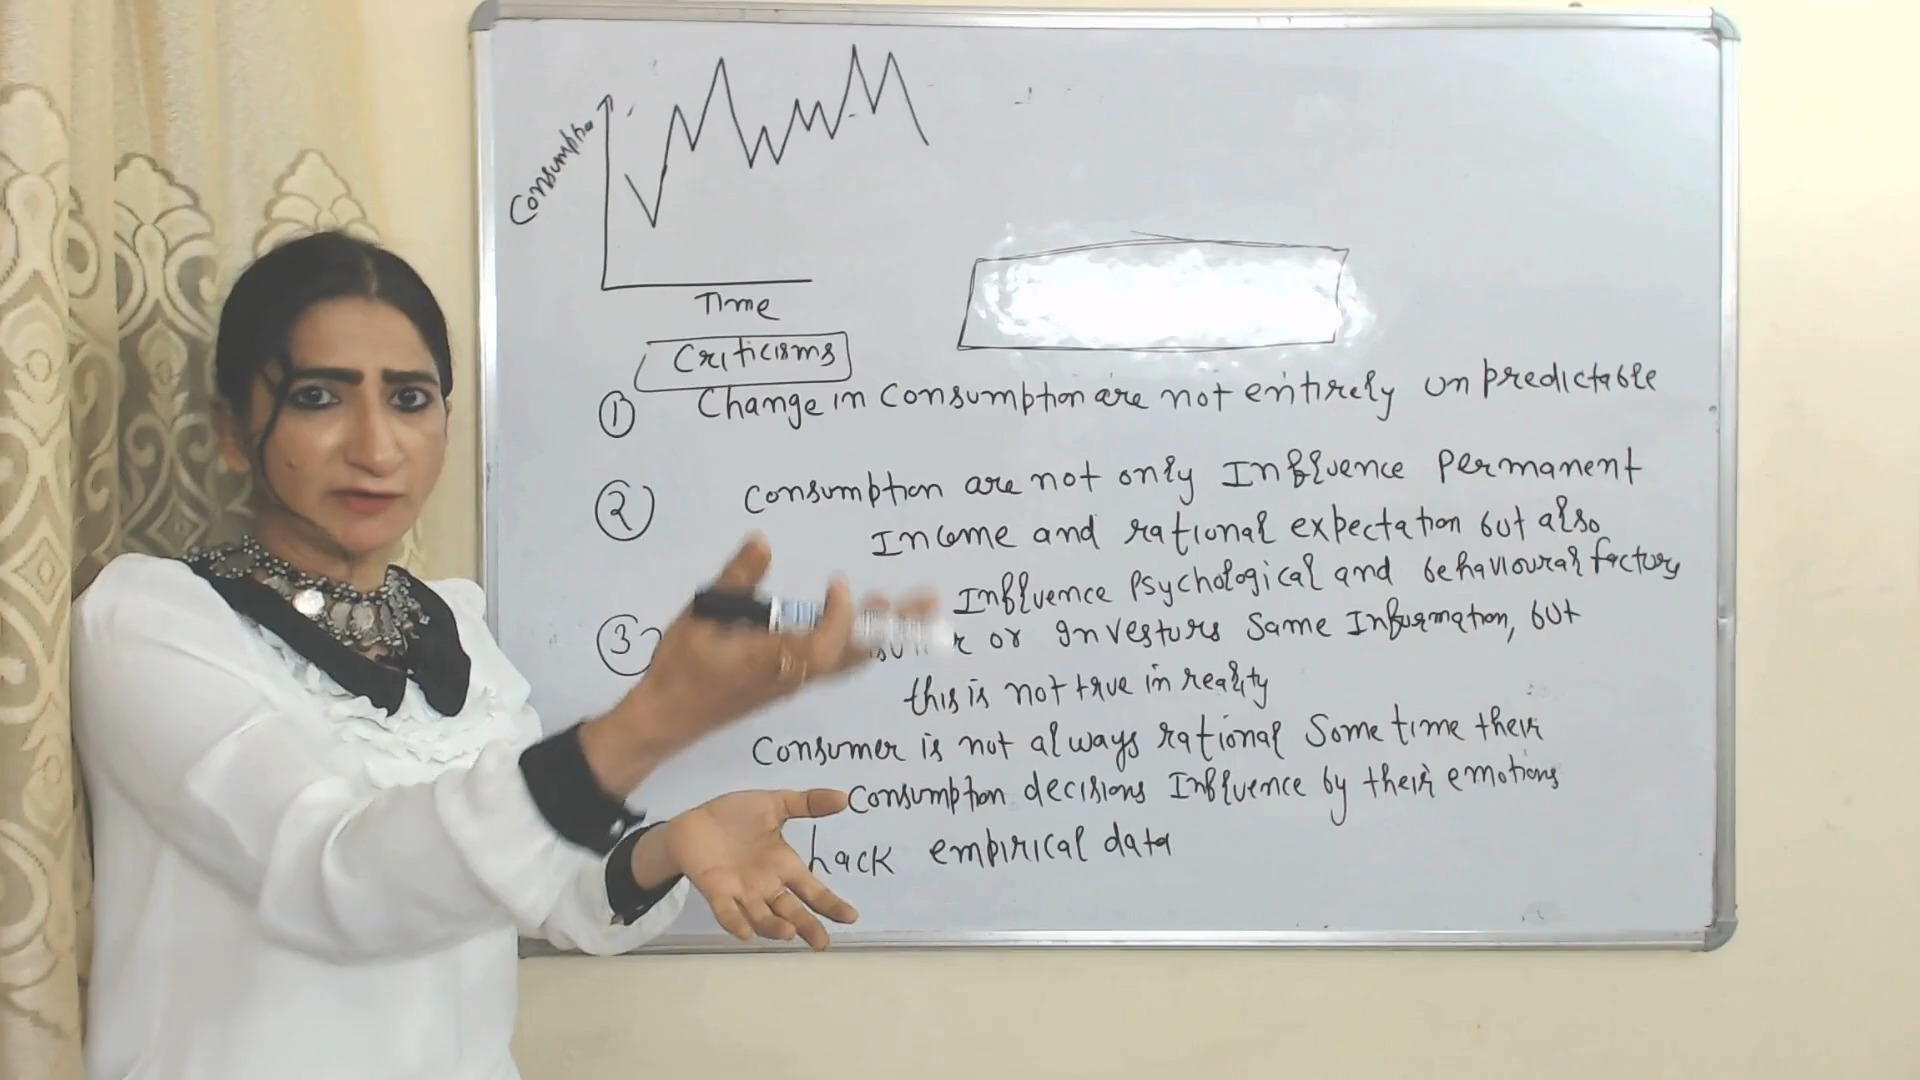 Consumptio
Time
Criticisms
① Change in Consumption are not entirely unpredictable
② Consumption are not only Influence Permanent
Income and rational expectation but also
Influence Psychological and behavioural factors
③ or Investors Same Information, but
this is not true in reality
Consumer is not always rational Some time their
Consumption decisions Influence by their emotions
Lack empirical data